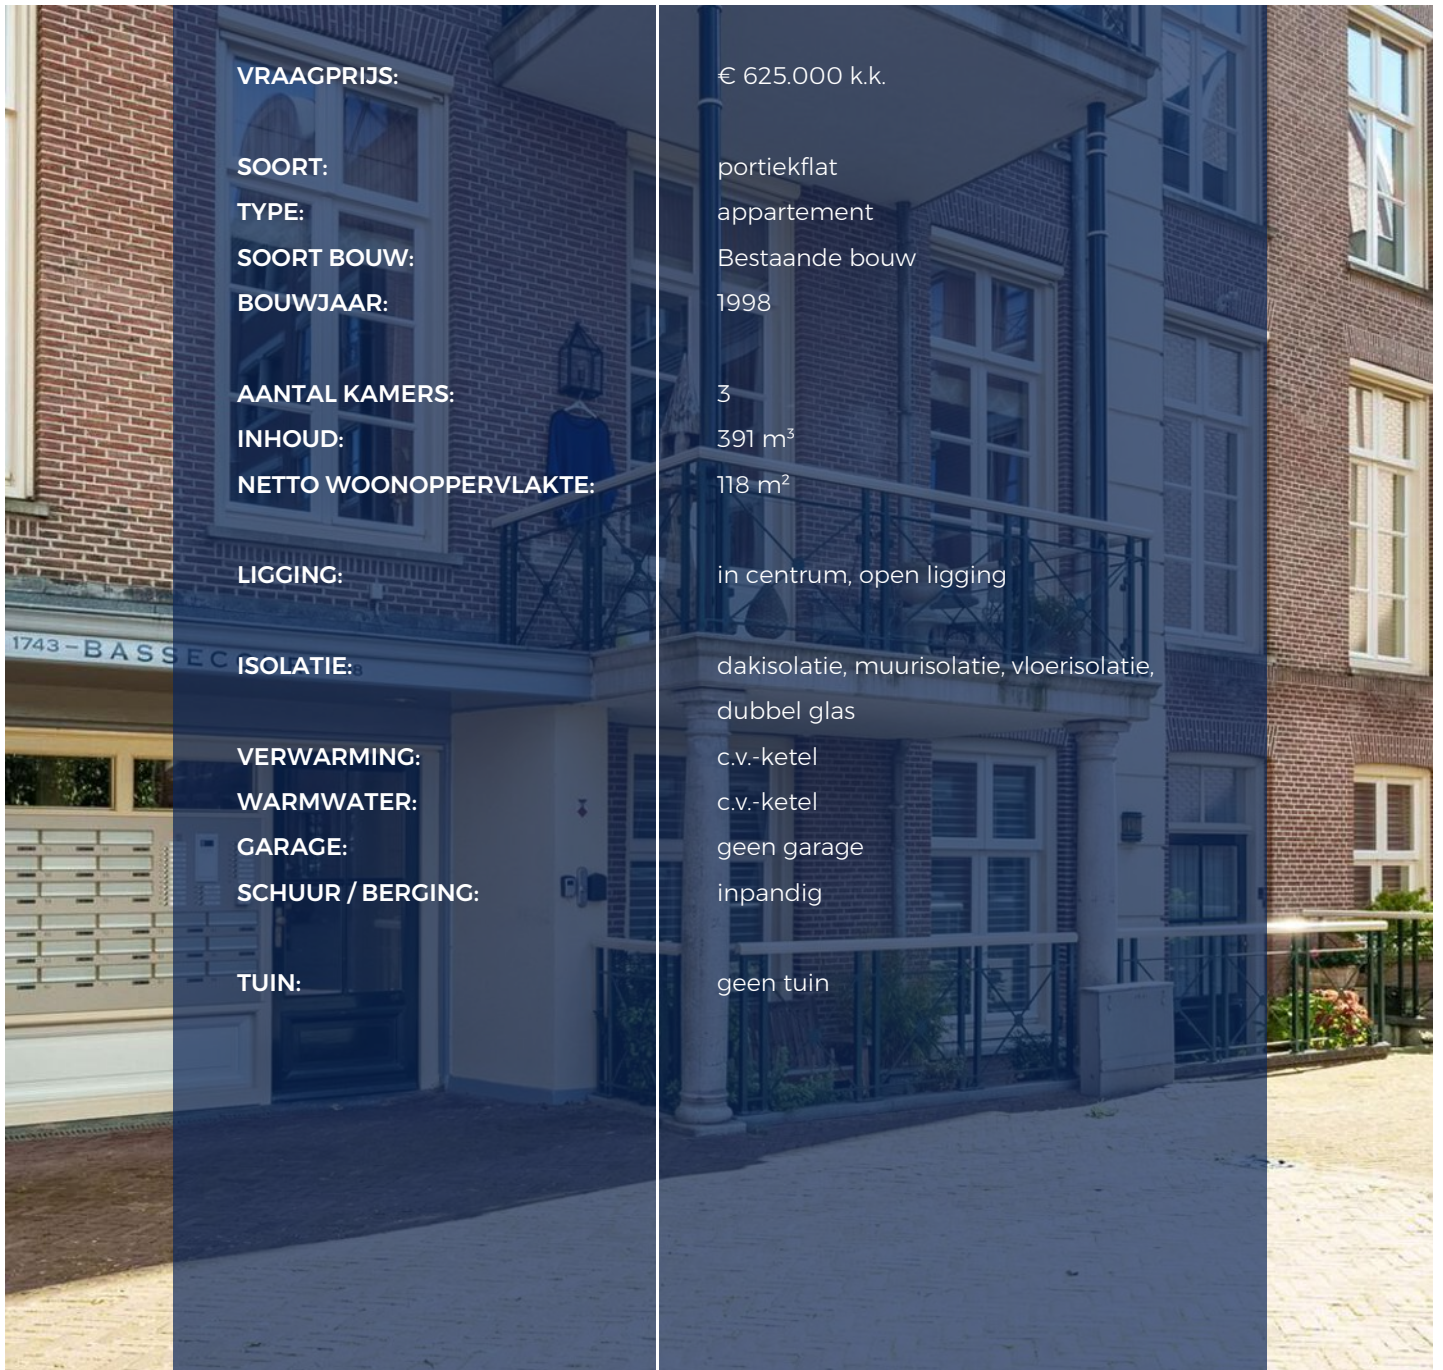 VRAAGPRIJS: € 625.000 k.k.
SOORT: portiekflat
TYPE: appartement
SOORT BOUW: Bestaande bouw
BOUWJAAR: 1998
AANTAL KAMERS: 3
INHOUD: 391 m³
NETTO WOONOPPERVLAKTE: 118 m²
LIGGING: in centrum, open ligging
1743 – BASSEC
ISOLATIE: dakisolatie, muurisolatie, vloerisolatie,
dubbel glas
VERWARMING: c.v.-ketel
WARMWATER: c.v.-ketel
GARAGE: geen garage
SCHUUR / BERGING: inpandig
TUIN: geen tuin